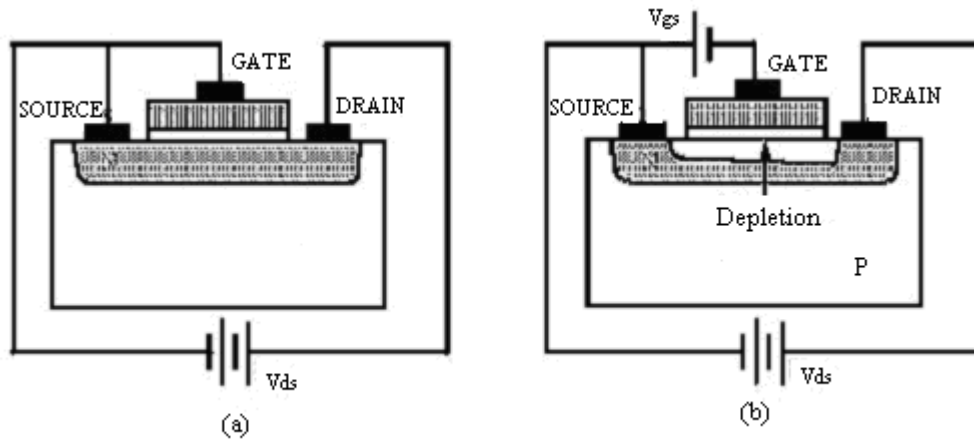 GATE
SOURCE
DRAIN
N
Vds
(a)
Vgs
GATE
SOURCE
DRAIN
N
Depletion
P
Vds
(b)